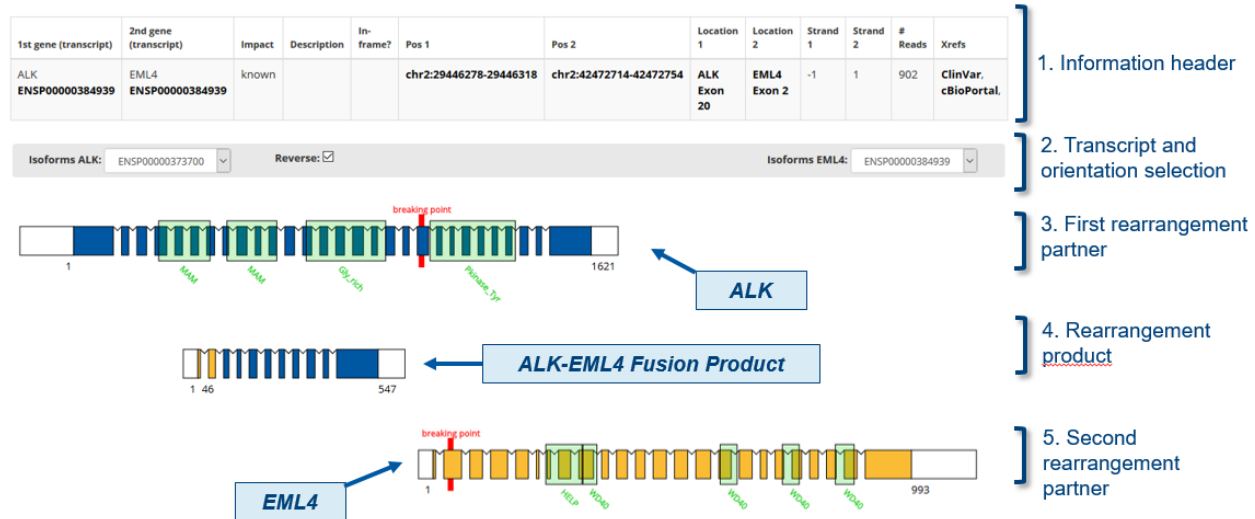 1st gene (transcript) 2nd gene (transcript) Impact Description In-frame? Pos 1 Pos 2 Location 1 Location 2 Strand 1 Strand 2 # Reads Xrefs
ALK ENSP00000384939 EML4 ENSP00000384939 known chr2:29446278-29446318 chr2:42472714-42472754 ALK Exon 20 EML4 Exon 2 -1 1 902 ClinVar, cBioPortal,
1. Information header
Isoforms ALK: ENSP00000373700 Reverse: Isoforms EML4: ENSP00000384939
2. Transcript and
orientation selection
breaking point
1 1621
MAM MAM Gly_rich Pkinase_Tyr
ALK
3. First rearrangement
partner
1 46 547
ALK-EML4 Fusion Product
4. Rearrangement
product
breaking point
1 993
HELP WD40 WD40 WD40 WD40
EML4
5. Second
rearrangement
partner